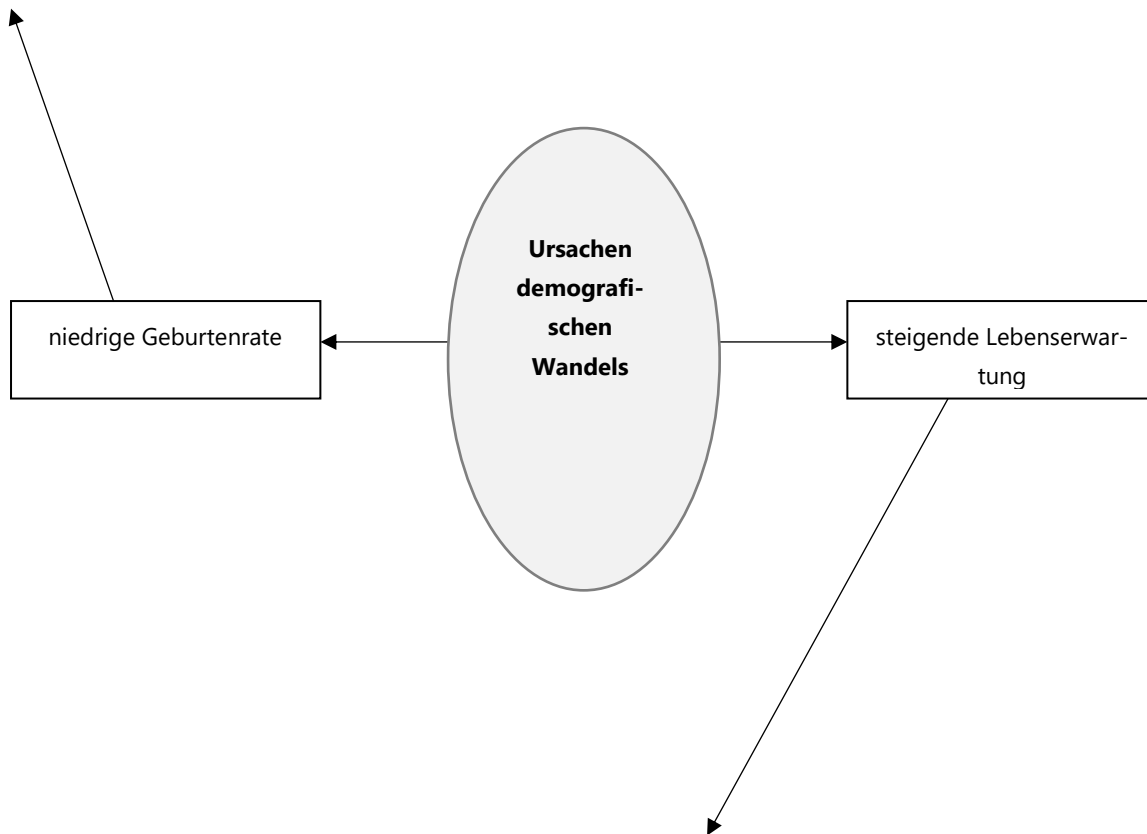 Ursachen
demografi-
schen
Wandels
niedrige Geburtenrate
steigende Lebenserwar-
tung